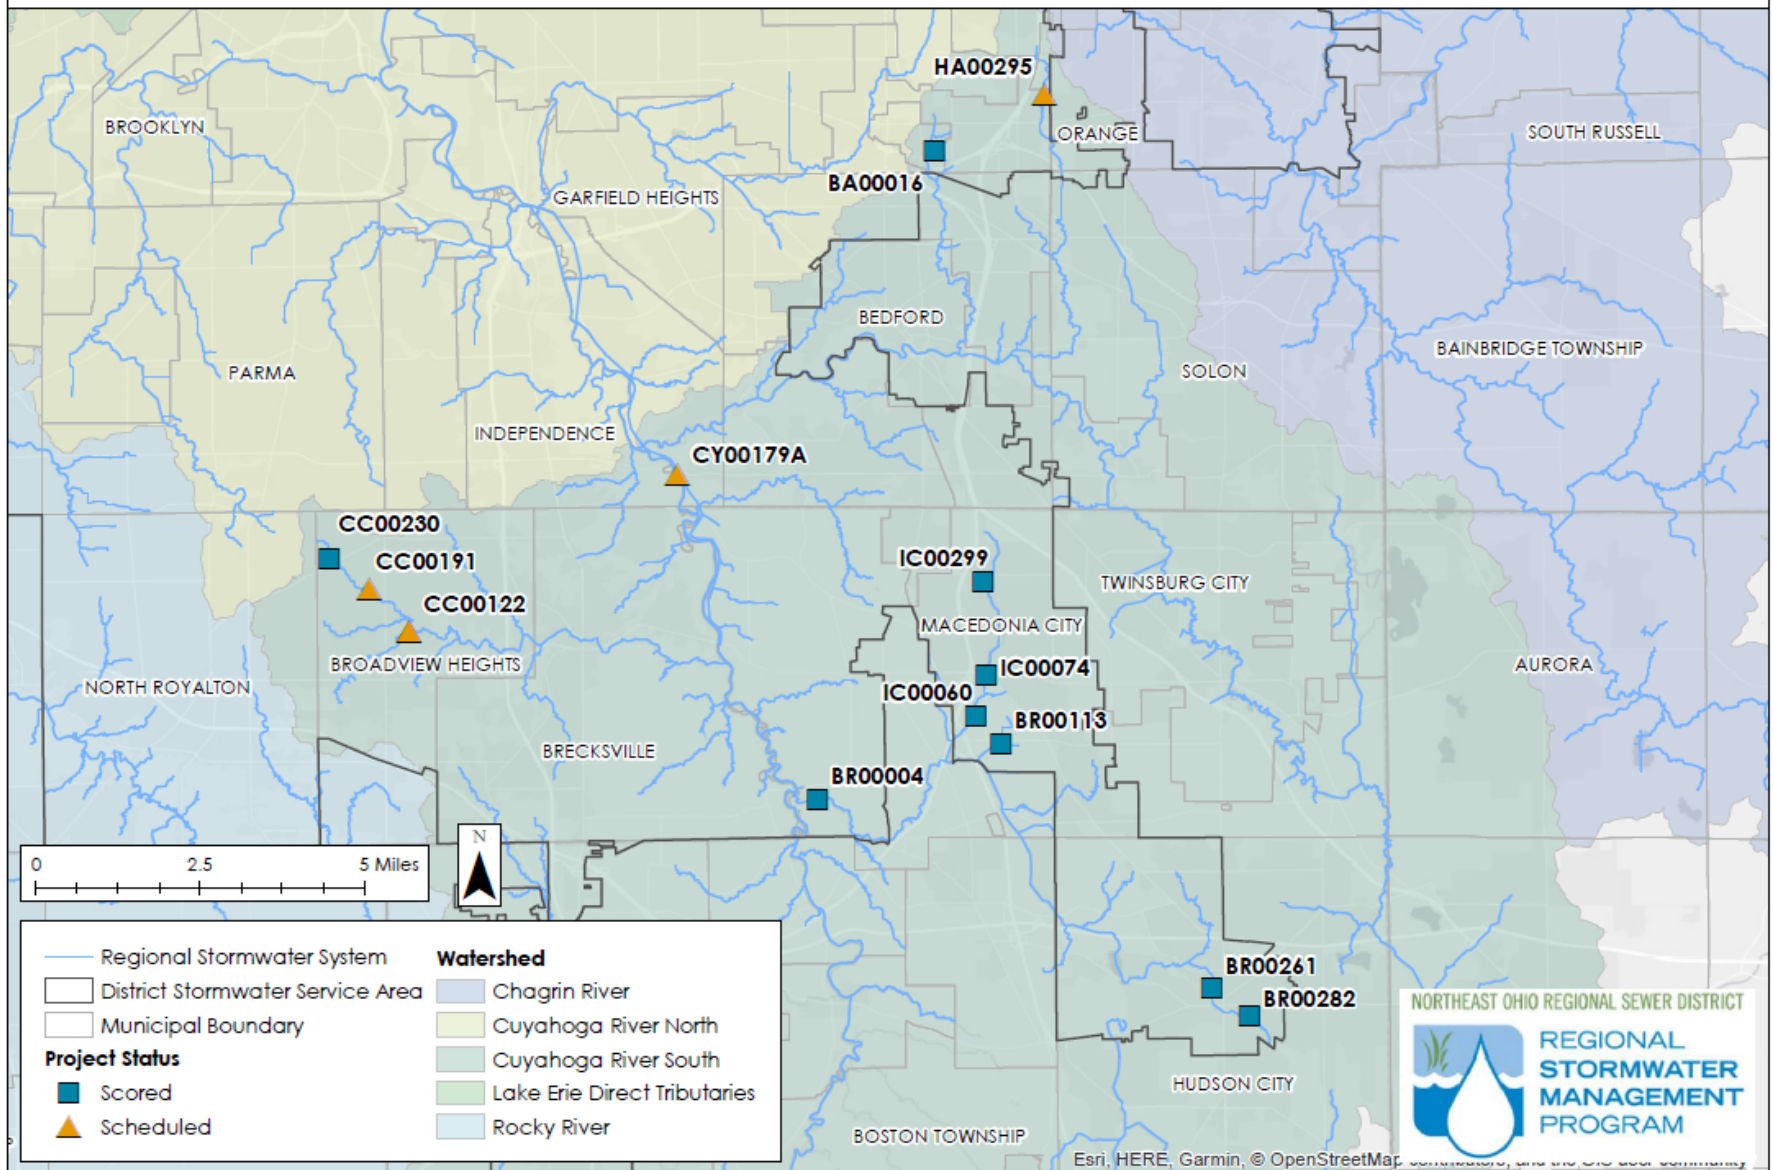 HA00295
BROOKLYN
ORANGE
SOUTH RUSSELL
BA00016
GARFIELD HEIGHTS
BEDFORD
BAINBRIDGE TOWNSHIP
PARMA
SOLON
INDEPENDENCE
CY00179A
CC00230
CC00191
IC00299
TWINSBURG CITY
CC00122
MACEDONIA CITY
BROADVIEW HEIGHTS
AURORA
IC00074
NORTH ROYALTON
IC00060
BR00113
BRECKSVILLE
BR00004
N
0 2.5 5 Miles
Regional Stormwater System
District Stormwater Service Area
Municipal Boundary
Project Status
Scored
Scheduled
Watershed
Chagrin River
Cuyahoga River North
Cuyahoga River South
Lake Erie Direct Tributaries
Rocky River
BR00261
BR00282
HUDSON CITY
BOSTON TOWNSHIP
NORTHEAST OHIO REGIONAL SEWER DISTRICT
REGIONAL
STORMWATER
MANAGEMENT
PROGRAM
Esri, HERE, Garmin, © OpenStreetMap